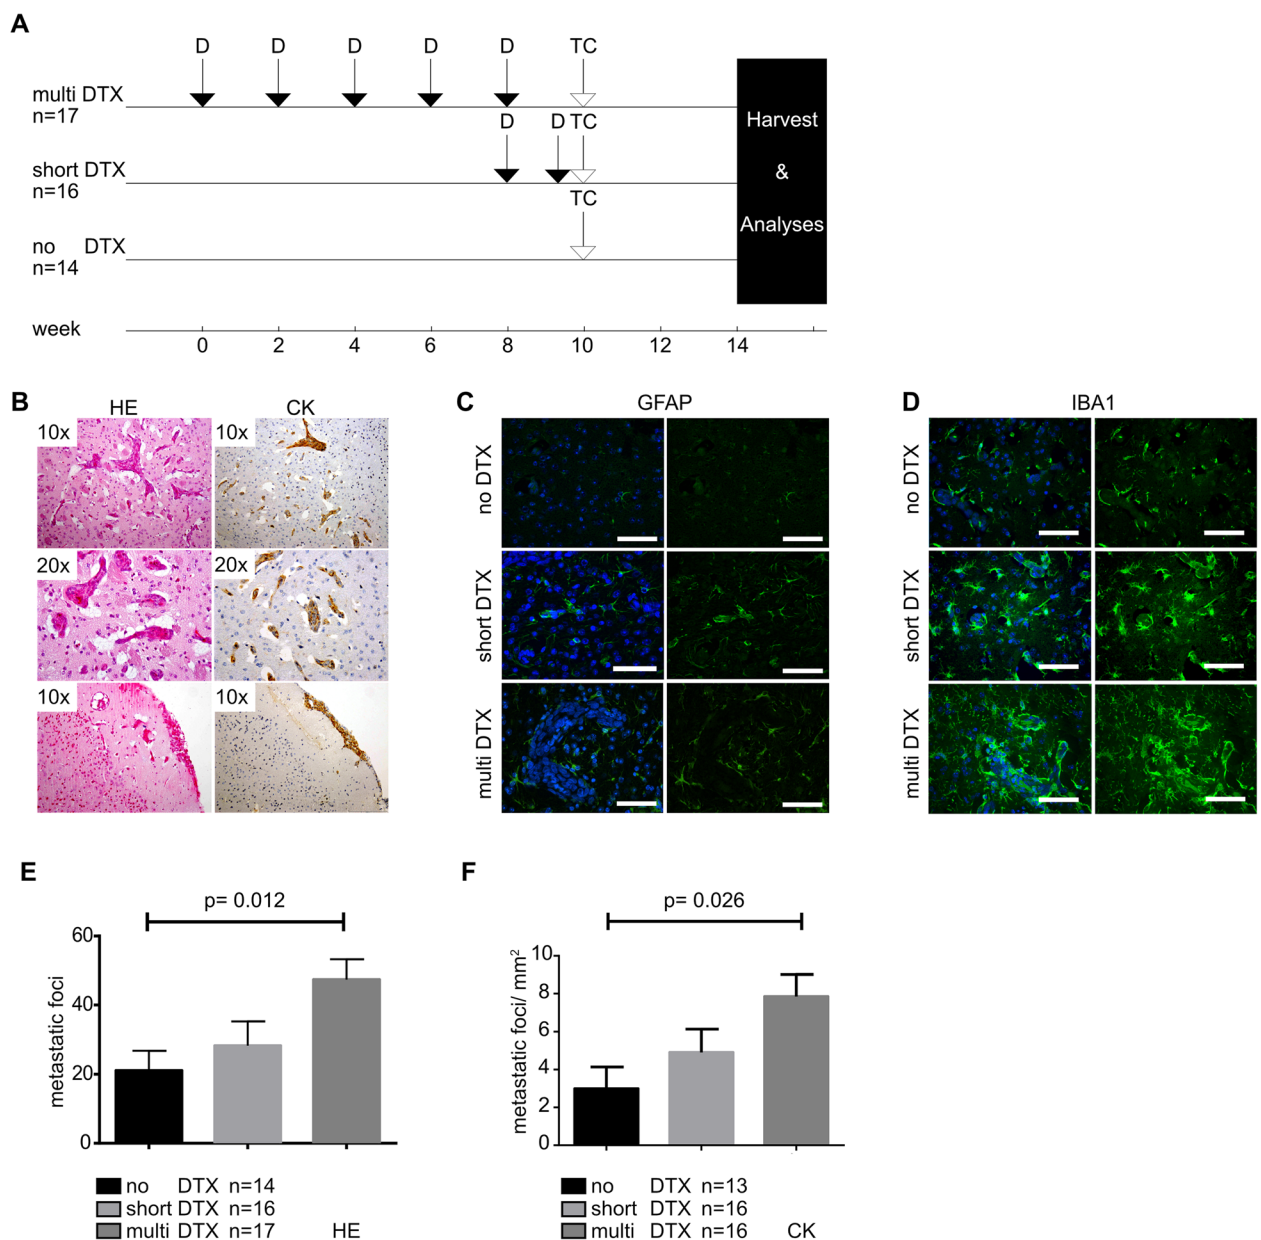 A
D D D D D TC
multi DTX
n=17
Harvest
D D TC
short DTX
n=16
&
TC
Analyses
no DTX
n=14
week
0 2 4 6 8 10 12 14
B
HE CK
10x 10x
20x 20x
10x 10x
C
GFAP
no DTX
short DTX
multi DTX
D
IBA1
no DTX
short DTX
multi DTX
E
p= 0.012
metastatic foci
60
40
20
0
no DTX n=14
short DTX n=16
multi DTX n=17 HE
F
p= 0.026
metastatic foci/ mm²
10
8
6
4
2
0
no DTX n=13
short DTX n=16
multi DTX n=16 CK